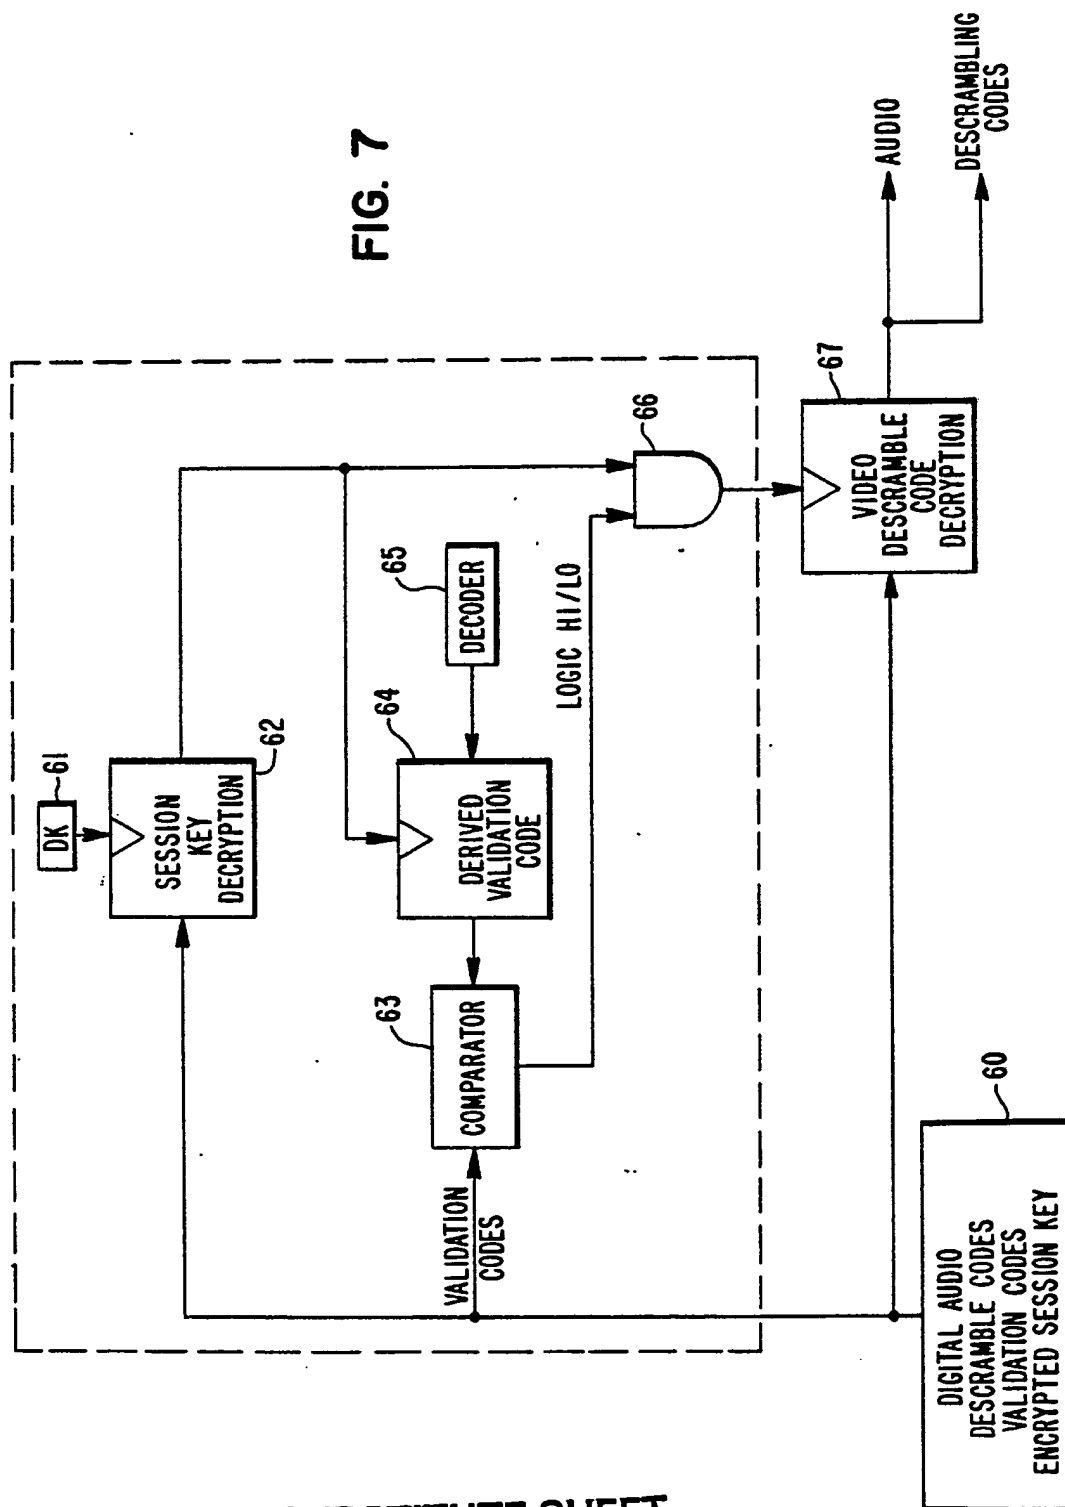 FIG. 7
DK
61
SESSION
KEY
DECRYPTION
62
DECODER
65
DERIVED
VALIDATION
CODE
64
COMPARATOR
63
VALIDATION
CODES
LOGIC HI/LO
66
VIDEO
DESCRAMBLE
CODE
DECRYPTION
67
AUDIO
DESCRAMBLING
CODES
DIGITAL AUDIO
DESCRAMBLE CODES
VALIDATION CODES
ENCRYPTED SESSION KEY
60
SHEET